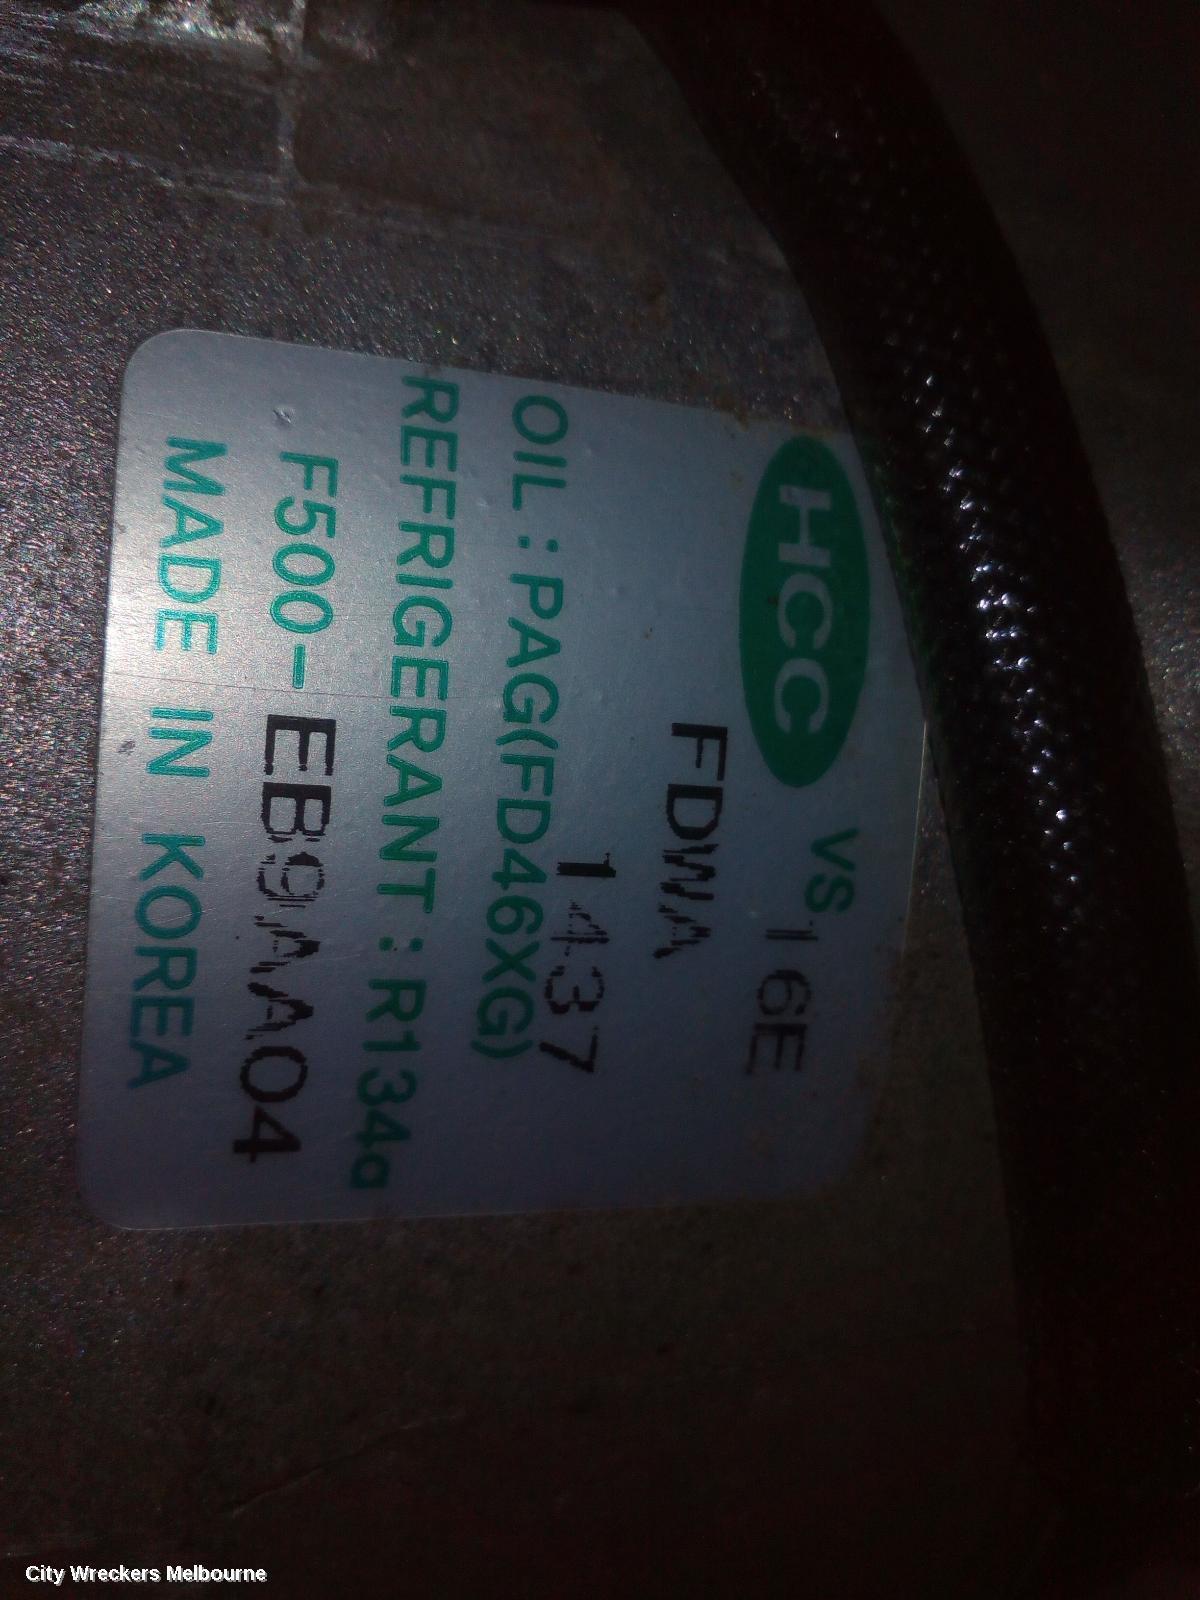 HCC VS16E
FDWA
1437
OIL : PAG(FD46XG)
REFRIGERANT : R134a
F500-EB9AA04
MADE IN KOREA
City Wreckers Melbourne